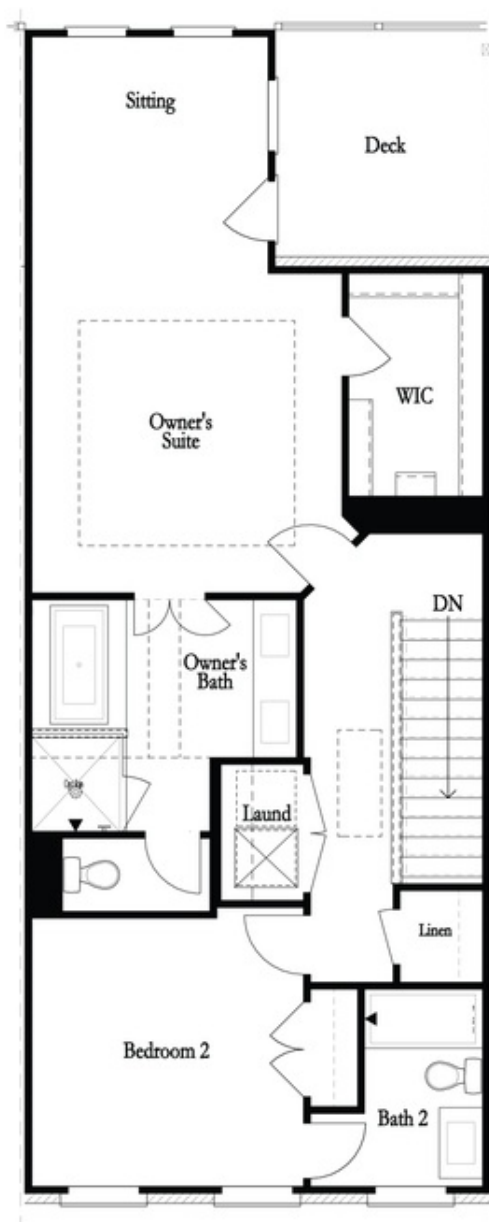 Sitting
Deck
WIC
Owner's
Suite
DN
Owner's
Bath
Laund
Linen
Bedroom 2
Bath 2